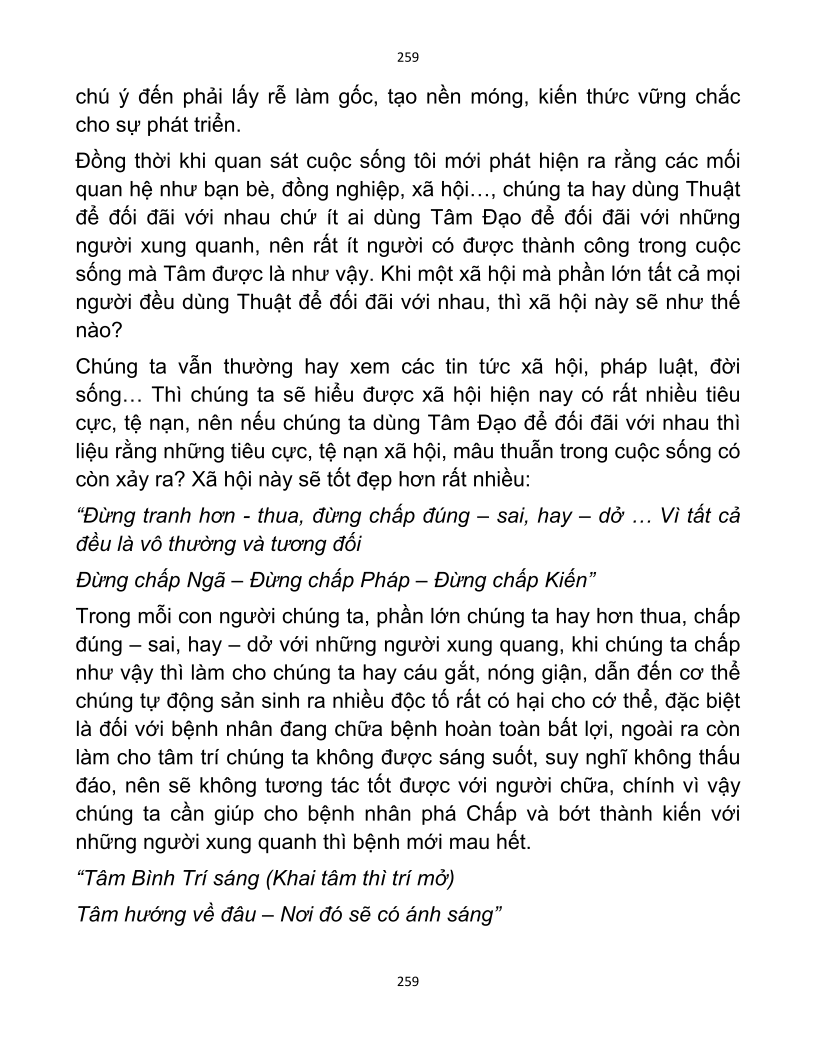 259
chú ý đến phải lấy rễ làm gốc, tạo nền móng, kiến thức vững chắc
cho sự phát triển.
Đồng thời khi quan sát cuộc sống tôi mới phát hiện ra rằng các mối
quan hệ như bạn bè, đồng nghiệp, xã hội…, chúng ta hay dùng Thuật
để đối đãi với nhau chứ ít ai dùng Tâm Đạo để đối đãi với những
người xung quanh, nên rất ít người có được thành công trong cuộc
sống mà Tâm được là như vậy. Khi một xã hội mà phần lớn tất cả mọi
người đều dùng Thuật để đối đãi với nhau, thì xã hội này sẽ như thế
nào?
Chúng ta vẫn thường hay xem các tin tức xã hội, pháp luật, đời
sống… Thì chúng ta sẽ hiểu được xã hội hiện nay có rất nhiều tiêu
cực, tệ nạn, nên nếu chúng ta dùng Tâm Đạo để đối đãi với nhau thì
liệu rằng những tiêu cực, tệ nạn xã hội, mâu thuẫn trong cuộc sống có
còn xảy ra? Xã hội này sẽ tốt đẹp hơn rất nhiều:
“Đừng tranh hơn - thua, đừng chấp đúng – sai, hay – dở … Vì tất cả
đều là vô thường và tương đối
Đừng chấp Ngã – Đừng chấp Pháp – Đừng chấp Kiến”
Trong mỗi con người chúng ta, phần lớn chúng ta hay hơn thua, chấp
đúng – sai, hay – dở với những người xung quang, khi chúng ta chấp
như vậy thì làm cho chúng ta hay cáu gắt, nóng giận, dẫn đến cơ thể
chúng tự động sản sinh ra nhiều độc tố rất có hại cho cớ thể, đặc biệt
là đối với bệnh nhân đang chữa bệnh hoàn toàn bất lợi, ngoài ra còn
làm cho tâm trí chúng ta không được sáng suốt, suy nghĩ không thấu
đáo, nên sẽ không tương tác tốt được với người chữa, chính vì vậy
chúng ta cần giúp cho bệnh nhân phá Chấp và bớt thành kiến với
những người xung quanh thì bệnh mới mau hết.
“Tâm Bình Trí sáng (Khai tâm thì trí mở)
Tâm hướng về đâu – Nơi đó sẽ có ánh sáng”
259